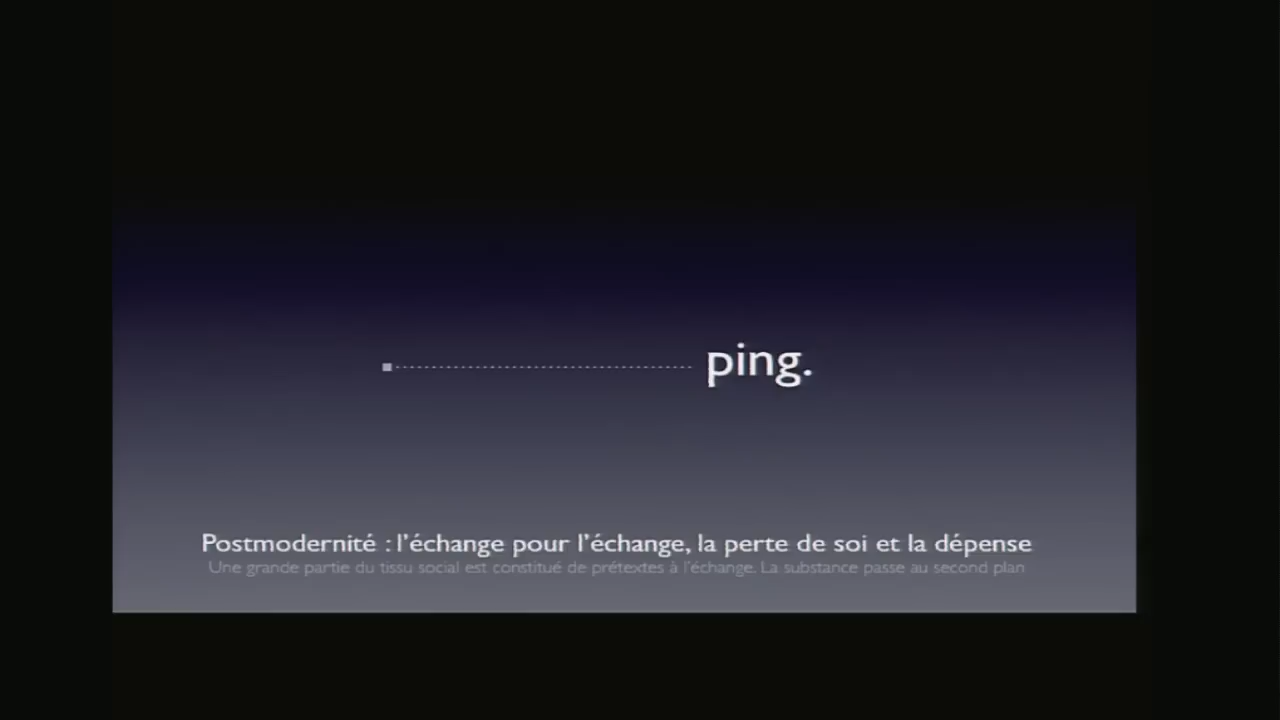 ping.
Postmodernité : l'échange pour l'échange, la perte de soi et la dépense
Une grande partie du tissu social est constitué de prétextes à l'échange. La substance passe au second plan